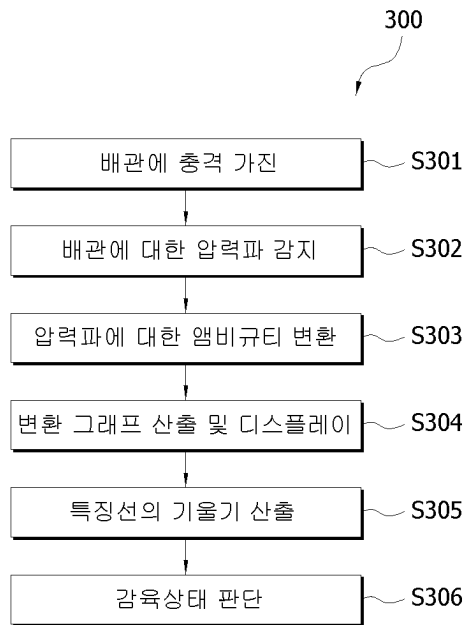 300
배관에 충격 가진 S301
배관에 대한 압력파 감지 S302
압력파에 대한 앰비규티 변환 S303
변환 그래프 산출 및 디스플레이 S304
특징선의 기울기 산출 S305
감육상태 판단 S306